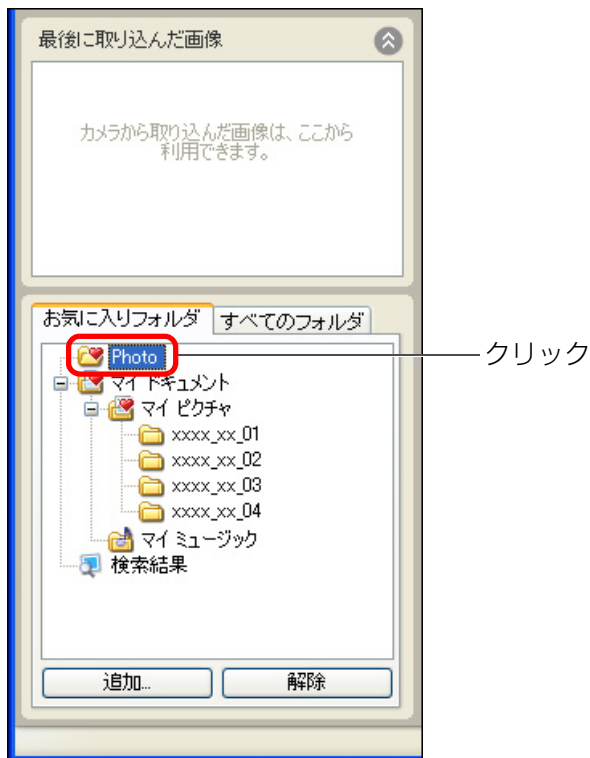 最後に取り込んだ画像
カメラから取り込んだ画像は、ここから
利用できます。
お気に入りフォルダ
すべてのフォルダ
Photo
クリック
マイ ドキュメント
マイ ピクチャ
xxxx_xx_01
xxxx_xx_02
xxxx_xx_03
xxxx_xx_04
マイ ミュージック
検索結果
追加...
解除